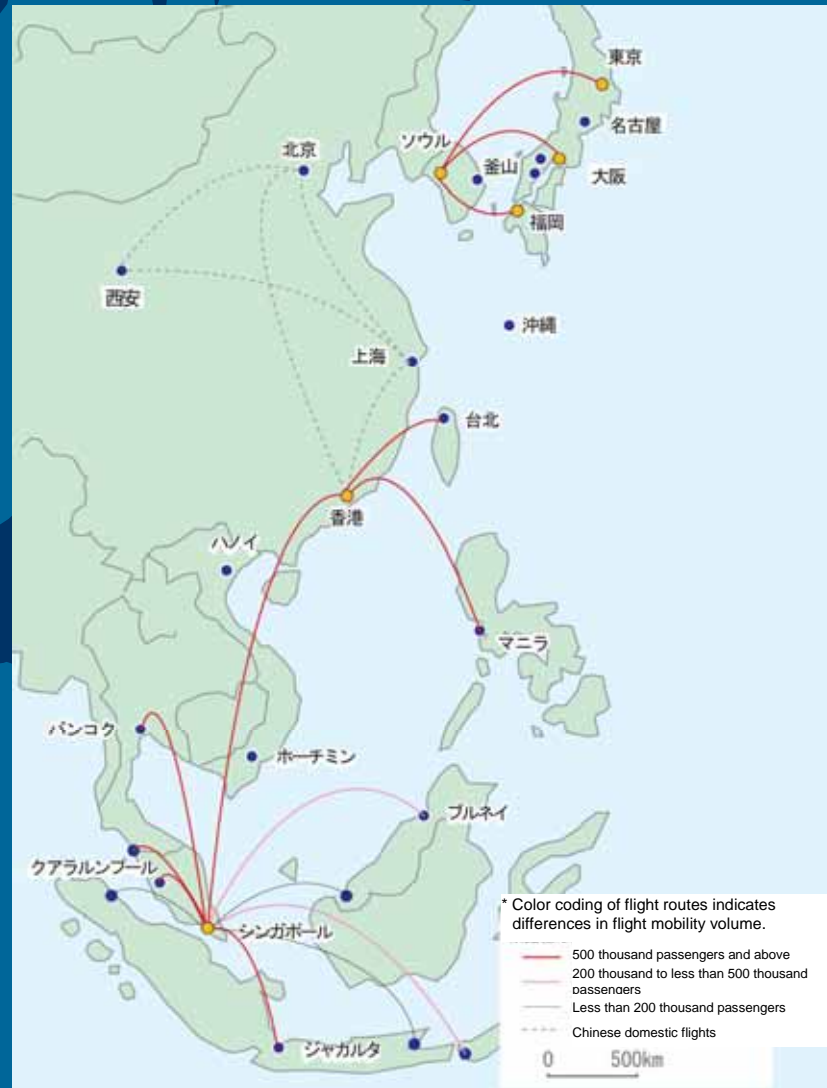 東京
名古屋
ソウル
釜山
北京
大阪
福岡
西安
沖縄
上海
台北
香港
ハノイ
マニラ
バンコク
ホーチミン
ブルネイ
クアラルンプール
シンガポール
ジャカルタ
* Color coding of flight routes indicates
differences in flight mobility volume.
500 thousand passengers and above
200 thousand to less than 500 thousand
passengers
Less than 200 thousand passengers
Chinese domestic flights
0 500km